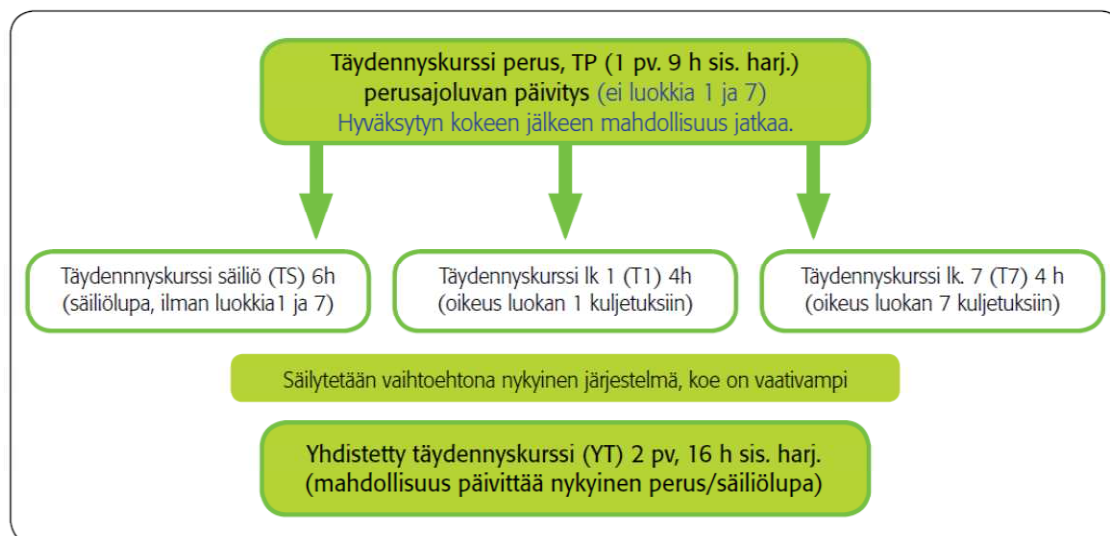 Täydennyskurssi perus, TP (1 pv. 9 h sis. harj.)
perusajoluvan päivitys (ei luokkia 1 ja 7)
Hyväksytyn kokeen jälkeen mahdollisuus jatkaa.
Täydennnyskurssi säiliö (TS) 6h
(säiliölupa, ilman luokkia1 ja 7)
Täydennyskurssi lk 1 (T1) 4h
(oikeus luokan 1 kuljetuksiin)
Täydennyskurssi lk. 7 (T7) 4 h
(oikeus luokan 7 kuljetuksiin)
Säilytetään vaihtoehtona nykyinen järjestelmä, koe on vaativampi
Yhdistetty täydennyskurssi (YT) 2 pv, 16 h sis. harj.
(mahdollisuus päivittää nykyinen perus/säiliölupa)